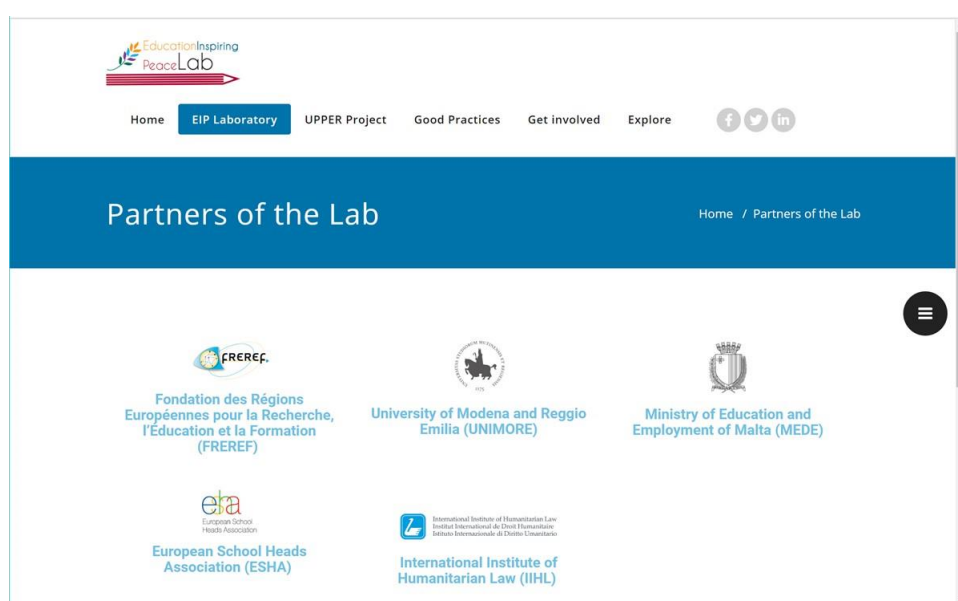 EducationInspiring
PeaceLab
Home EIP Laboratory UPPER Project Good Practices Get involved Explore
Partners of the Lab
Home / Partners of the Lab
FREREF.
Fondation des Régions
Européennes pour la Recherche,
l'Éducation et la Formation
(FREREF)
University of Modena and Reggio
Emilia (UNIMORE)
Ministry of Education and
Employment of Malta (MEDE)
esha
European School
Heads Association
European School Heads
Association (ESHA)
International Institute of Humanitarian Law
Institut International de Droit Humanitaire
Istituto Internazionale di Diritto Umanitario
International Institute of
Humanitarian Law (IIHL)